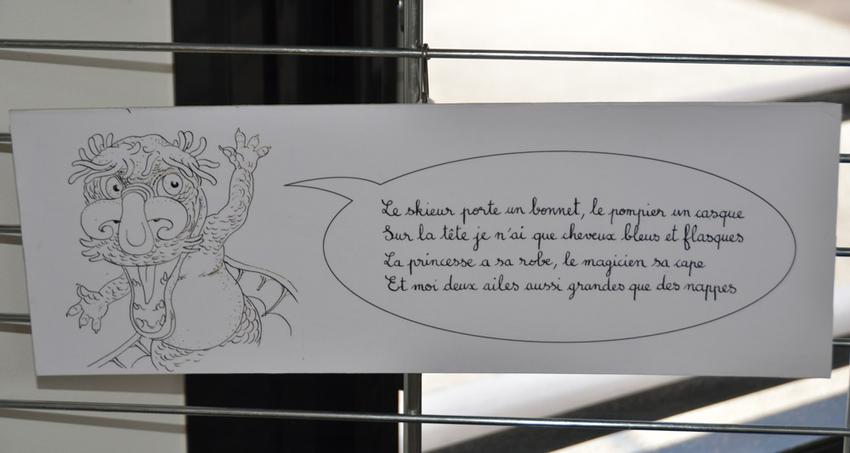 Le skieur porte un bonnet, le pompier un casque
Sur la tête je n'ai que cheveux bleus et flasques
La princesse a sa robe, le magicien sa cape
Et moi deux ailes aussi grandes que des nappes